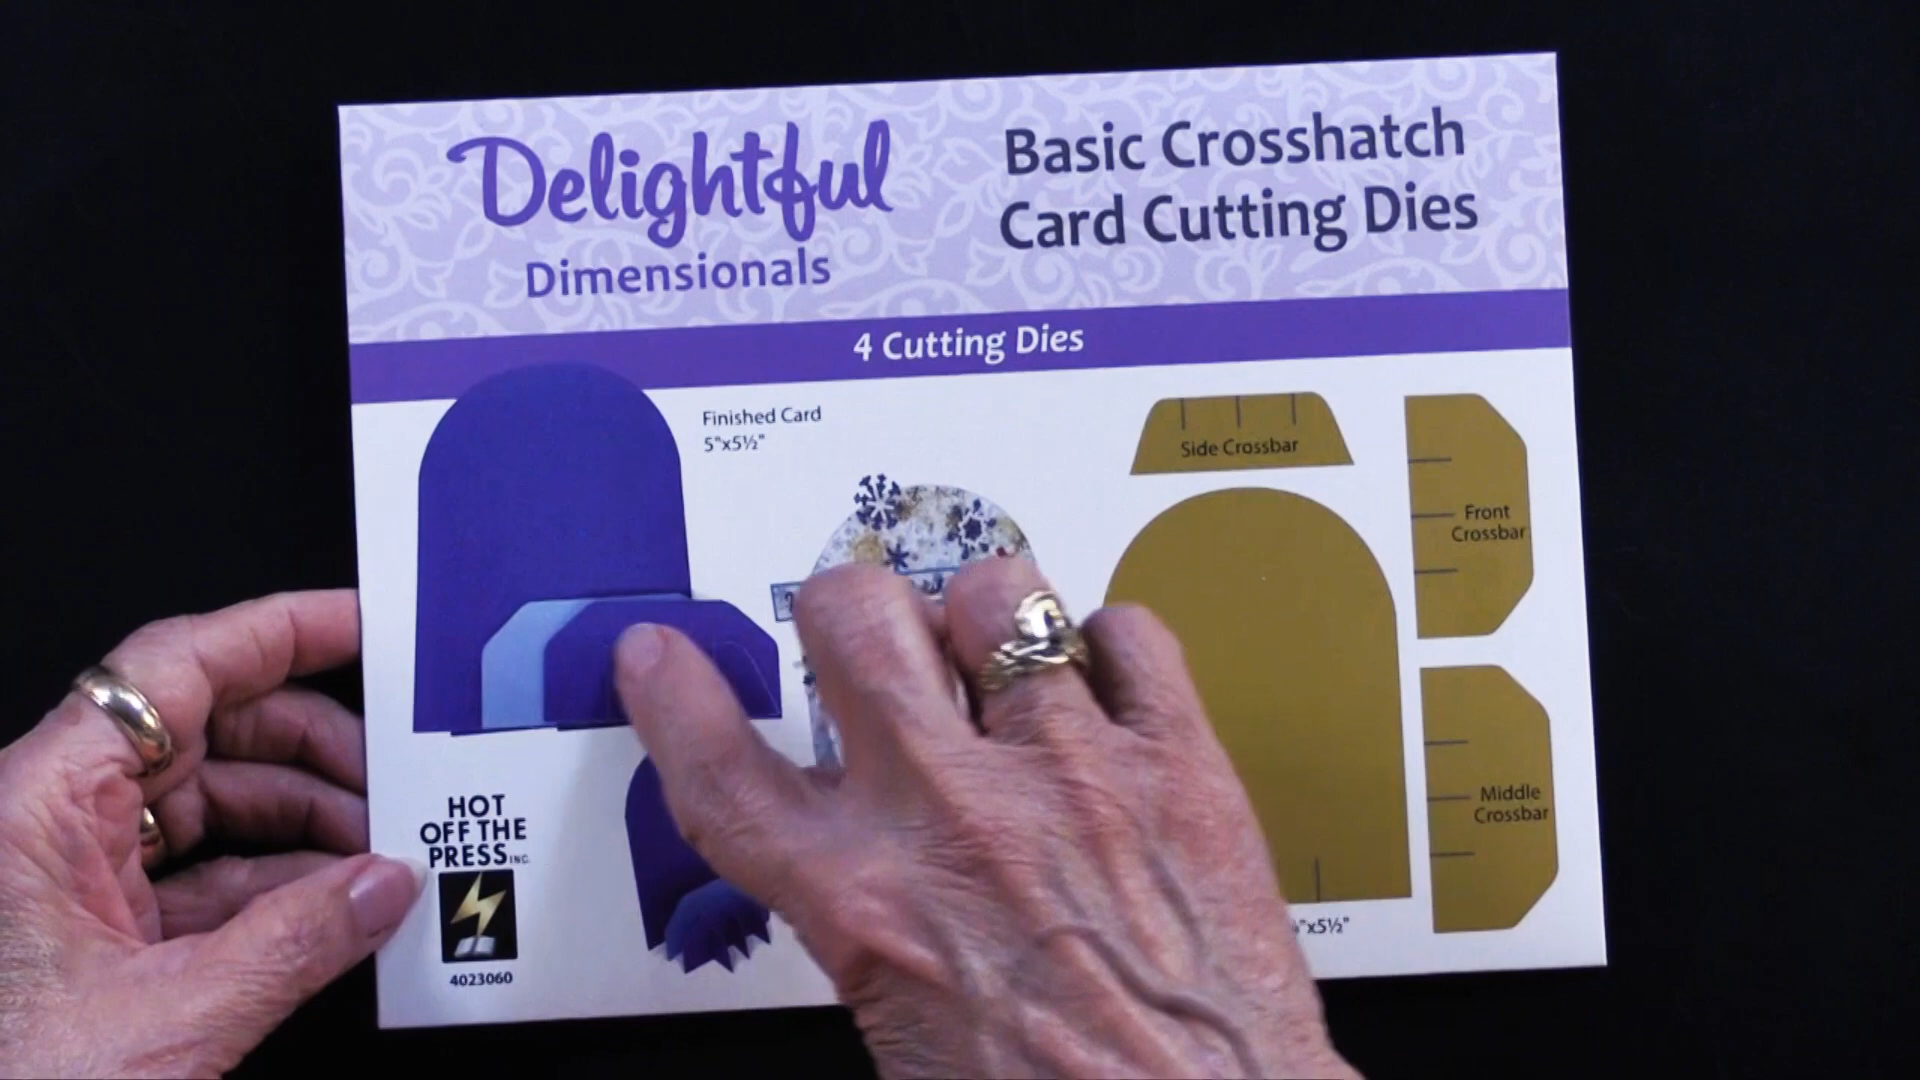 Delightful
Dimensionals
Basic Crosshatch
Card Cutting Dies
4 Cutting Dies
Finished Card
5"x5½"
Side Crossbar
Front
Crossbar
Middle
Crossbar
"x5½"
HOT
OFF THE
PRESS INC.
4023060